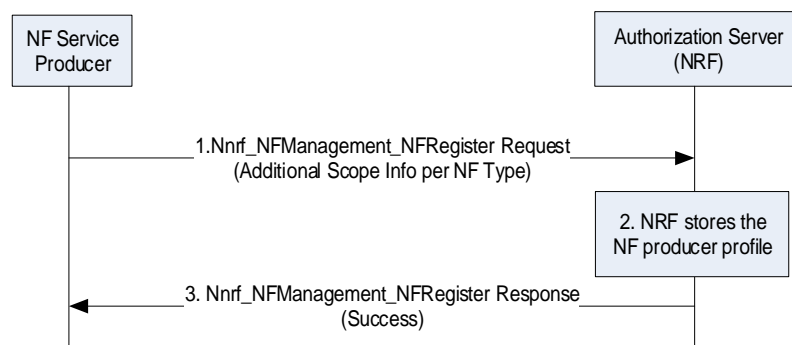 NF Service
Producer
Authorization Server
(NRF)
1.Nnrf_NFManagement_NFRegister Request
(Additional Scope Info per NF Type)
2. NRF stores the
NF producer profile
3. Nnrf_NFManagement_NFRegister Response
(Success)